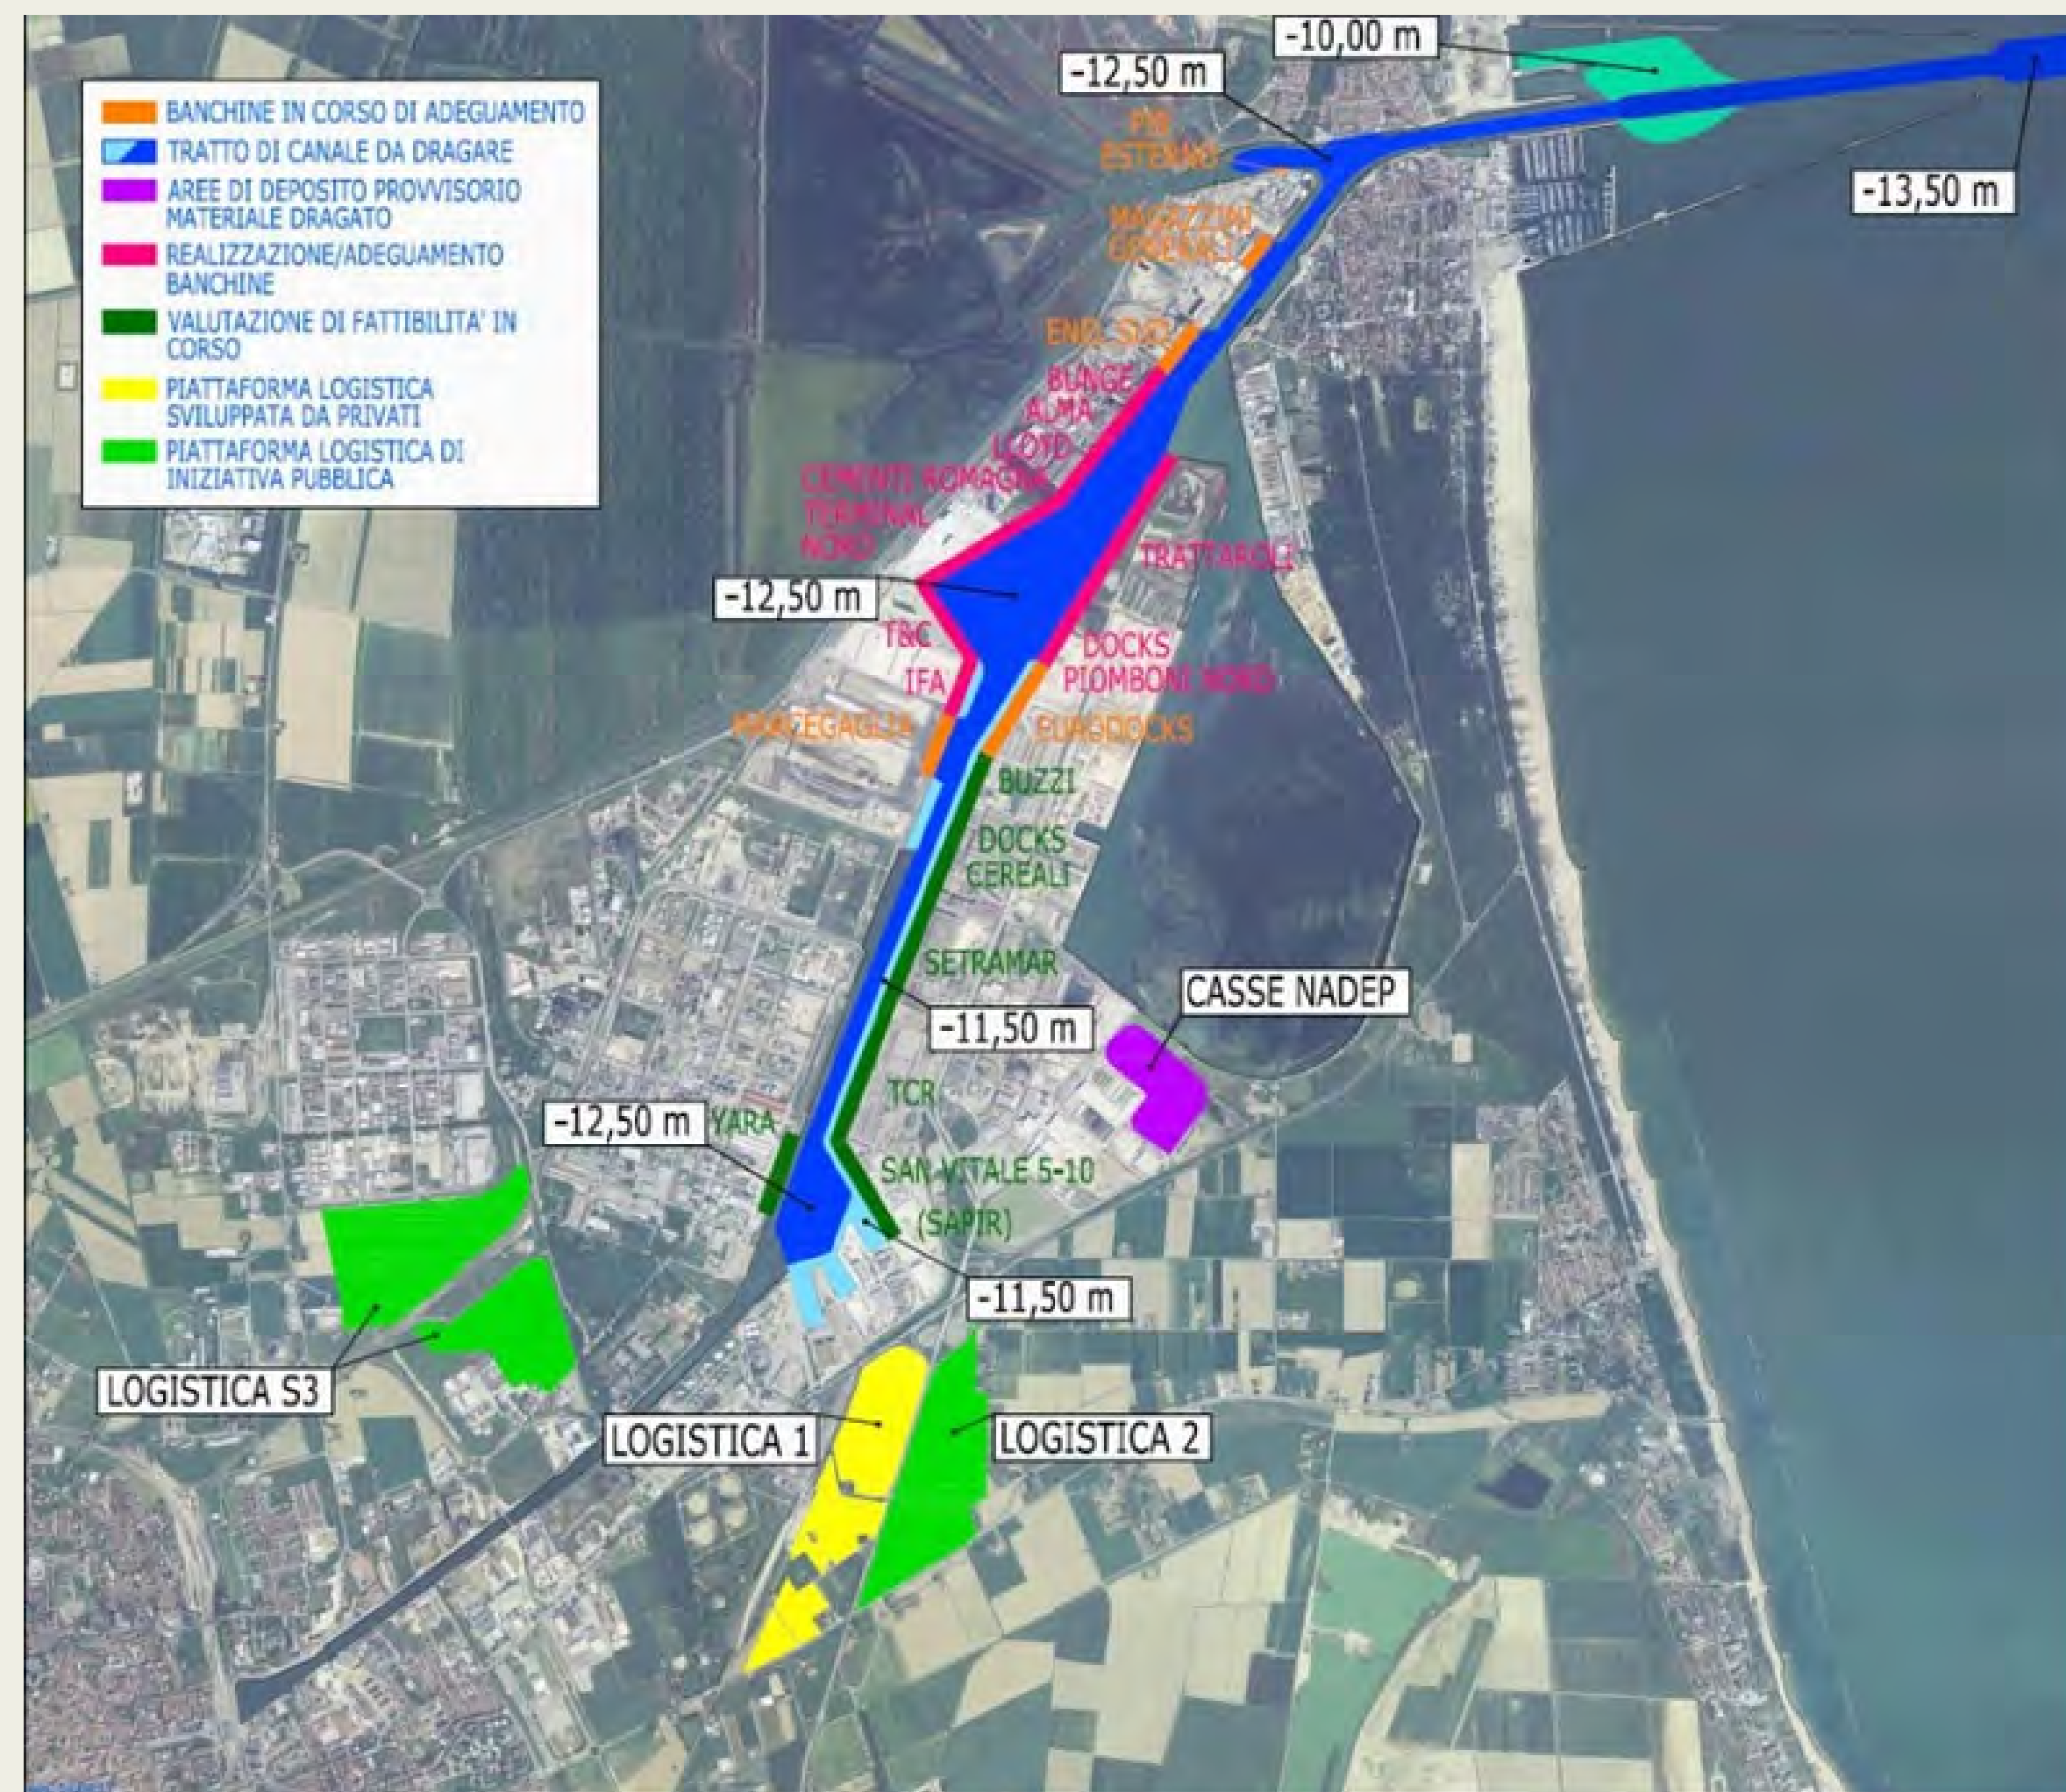 -10,00 m
-12,50 m
BANCHINE IN CORSO DI ADEGUAMENTO
TRATTO DI CANALE DA DRAGARE
AREE DI DEPOSITO PROVVISORIO
MATERIALE DRAGATO
REALIZZAZIONE/ADEGUAMENTO
BANCHINE
VALUTAZIONE DI FATTIBILITA' IN
CORSO
PIATTAFORMA LOGISTICA
SVILUPPATA DA PRIVATI
PIATTAFORMA LOGISTICA DI
INIZIATIVA PUBBLICA
ESTERNO
-13,50 m
MAGAZZINI
GENERALI
ENEL SUD
BUNGE
ALMA
LLOYD
CEMENTI ROMAGNA
TERMINAL
NORD
TRATTAROLI
-12,50 m
T&C
IFA
DOCKS
PIOMBONI NORD
MARCEGAGLIA
EURODOCKS
BUZZI
DOCKS
CEREALI
SETRAMAR
CASSE NADEP
-11,50 m
TCR
-12,50 m
YARA
SAN VITALE 5-10
(SAPIR)
-11,50 m
LOGISTICA S3
LOGISTICA 1
LOGISTICA 2